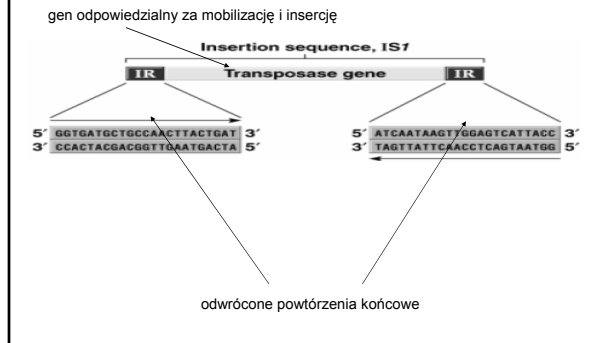 gen odpowiedzialny za mobilizację i insercję
Insertion sequence, IS1
IR Transposase gene IR
5′ GGTGATGCTGCCAACTTACTGAT 3′
3′ CCACTACGACGGTTGAATGACTA 5′
5′ ATCAATAAGTTGGAGTCATTACC 3′
3′ TAGTTATTCAACCTCAGTAATGG 5′
odwrócone powtórzenia końcowe